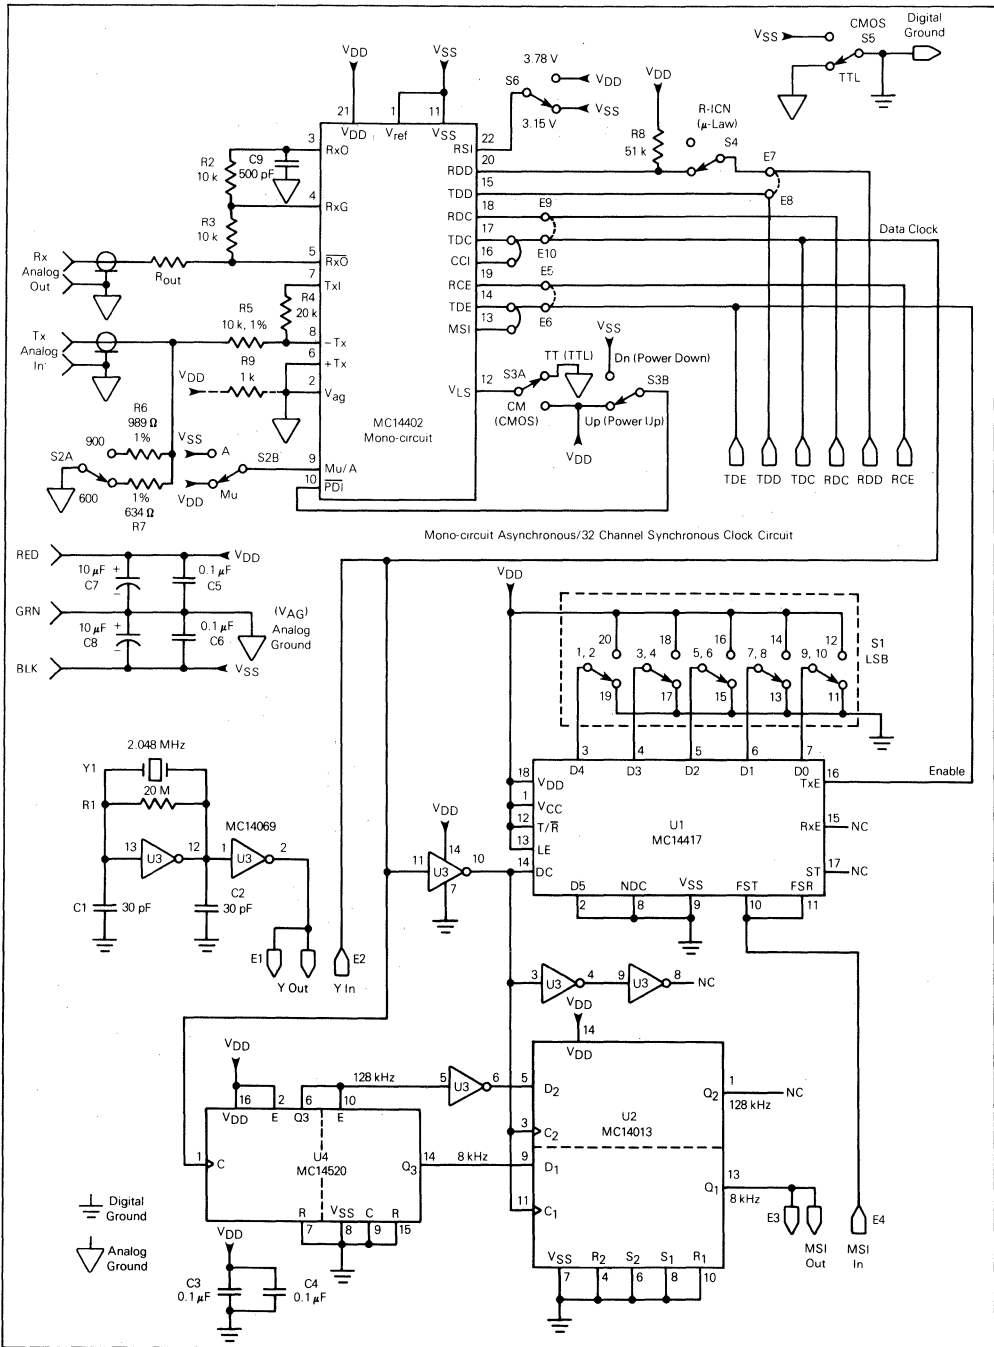 CMOS
S5
Digital
Ground
VSS
TTL
VDD
VSS
3.78 V
S6
VDD
VSS
3.15 V
VDD
R-ICN
(μ-Law)
S4
R8
51 k
E7
E8
21
1
11
VDD
Vref
VSS
3
RxO
R2
10 k
C9
500 pF
4
RxG
R3
10 k
5
RxO
Rx
Analog
Out
Rout
7
TxI
R4
20 k
R5
10 k, 1%
8
−Tx
6
+Tx
Tx
Analog
In
R9
1 k
VDD
2
Vag
MC14402
Mono-circuit
R6
989 Ω
1%
900
VSS
A
S2B
9
Mu/A
S2A
600
1%
634 Ω
R7
VDD
Mu
10
PDI
22
RSI
20
RDD
15
TDD
18
RDC
E9
17
TDC
E10
Data Clock
16
CCI
19
RCE
E5
14
TDE
E6
13
MSI
VSS
Dn (Power Down)
TT (TTL)
12
VLS
S3A
S3B
CM
(CMOS)
Up (Power Up)
VDD
TDE
TDD
TDC
RDC
RDD
RCE
Mono-circuit Asynchronous/32 Channel Synchronous Clock Circuit
RED
10 μF
C7
+
−
0.1 μF
C5
VDD
GRN
10 μF
C8
+
−
0.1 μF
C6
(VAG)
Analog
Ground
BLK
VSS
VDD
20
18
16
14
12
S1
LSB
1, 2
3, 4
5, 6
7, 8
9, 10
19
17
15
13
11
3
4
5
6
7
D4
D3
D2
D1
D0
18
VDD
TxE
16
Enable
1
VCC
12
T/R
RxE
15
NC
13
LE
U1
MC14417
14
DC
ST
17
NC
D5
NDC
VSS
FST
FSR
2
8
9
10
11
2.048 MHz
Y1
20 M
R1
MC14069
13
U3
12
1
U3
2
C1
30 pF
C2
30 pF
VDD
11
U3
14
10
7
E1
Y Out
E2
Y In
3
U3
4
9
U3
8
NC
VDD
14
VDD
VDD
128 kHz
5
U3
6
5
D2
Q2
1
NC
128 kHz
16
2
6
10
VDD
E
Q3
E
3
C2
U2
MC14013
1
C
U4
MC14520
Q3
14
8 kHz
9
D1
11
C1
Q1
13
8 kHz
R
VSS
C
R
7
8
9
15
E3
MSI
Out
E4
MSI
In
VSS
R2
S2
S1
R1
7
4
6
8
10
Digital
Ground
Analog
Ground
VDD
C3
0.1 μF
C4
0.1 μF